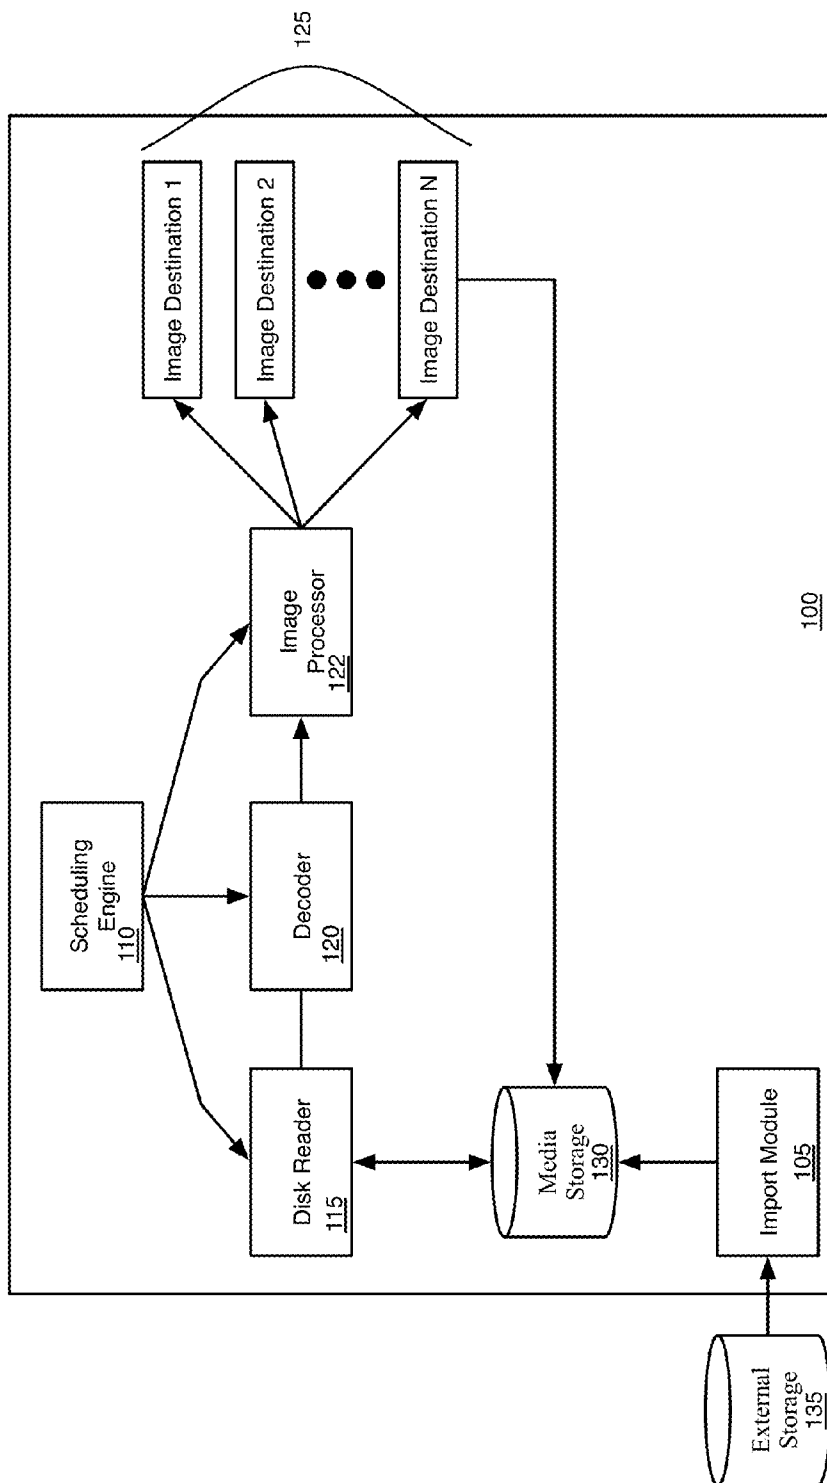 125
Image Destination 1
Image Destination 2
Image Destination N
Scheduling
Engine
110
Image
Processor
122
Decoder
120
Disk Reader
115
Media
Storage
130
Import Module
105
External
Storage
135
100